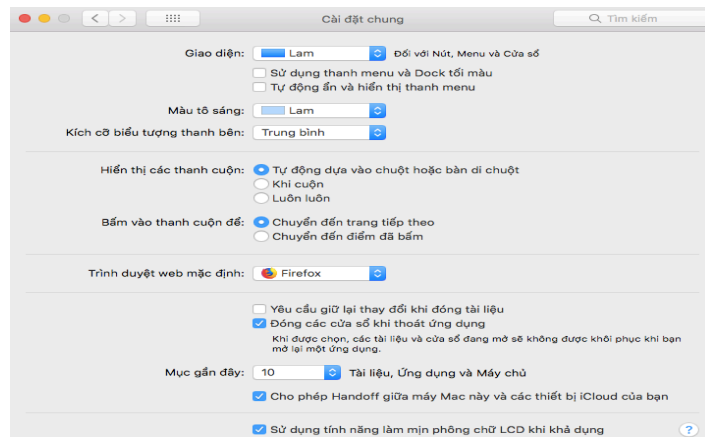 Cài đặt chung
Tìm kiếm
Giao diện: Lam Đối với Nút, Menu và Cửa sổ
Sử dụng thanh menu và Dock tối màu
Tự động ẩn và hiển thị thanh menu
Màu tô sáng: Lam
Kích cỡ biểu tượng thanh bên: Trung bình
Hiển thị các thanh cuộn: Tự động dựa vào chuột hoặc bàn di chuột
Khi cuộn
Luôn luôn
Bấm vào thanh cuộn để: Chuyển đến trang tiếp theo
Chuyển đến điểm đã bấm
Trình duyệt web mặc định: Firefox
Yêu cầu giữ lại thay đổi khi đóng tài liệu
Đóng các cửa sổ khi thoát ứng dụng
Khi được chọn, các tài liệu và cửa sổ đang mở sẽ không được khôi phục khi bạn
mở lại một ứng dụng.
Mục gần đây: 10 Tài liệu, Ứng dụng và Máy chủ
Cho phép Handoff giữa máy Mac này và các thiết bị iCloud của bạn
Sử dụng tính năng làm mịn phông chữ LCD khi khả dụng ?